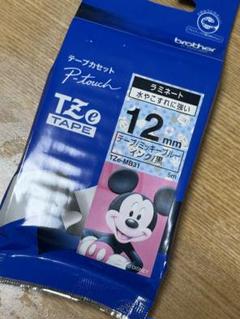 brother
テープカセット
P-touch
TZe
TAPE
ラミネート
水やこすれに強い
12mm
テープ/ミッキーブルー
インク/黒
TZe-MB31
5m
©Disney